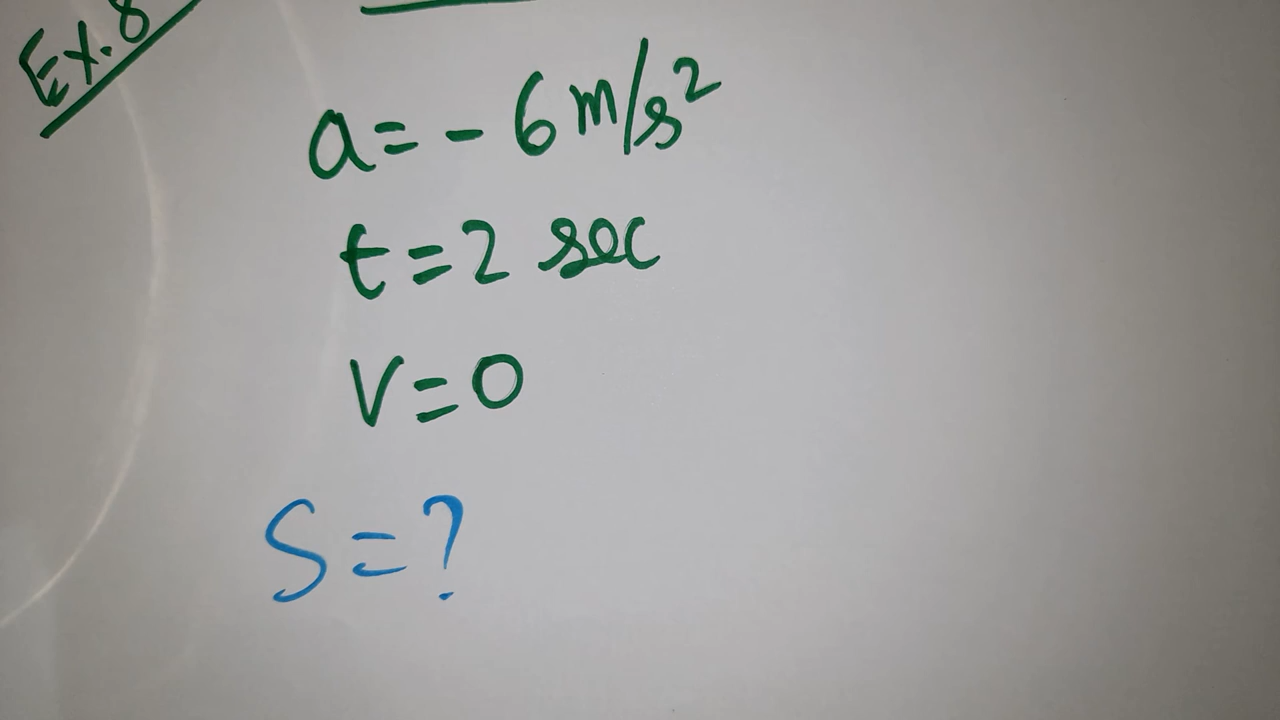 Ex.8
a = - 6 m/s²
t = 2 sec
V = 0
S = ?